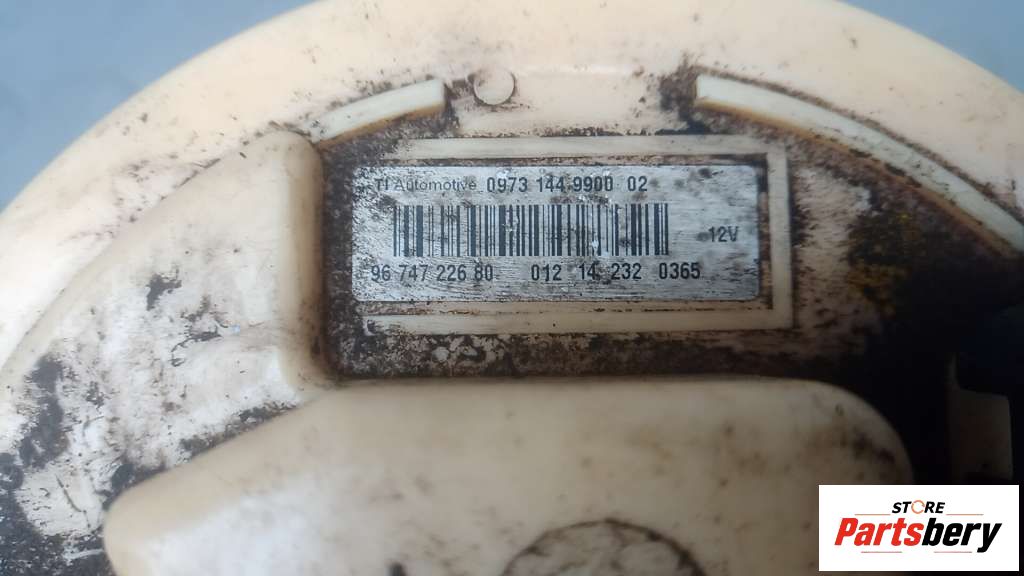 TI Automotive 0973 144 9900 02
12V
96 747 226 80 012 14 232 0365
STORE
Partsbery